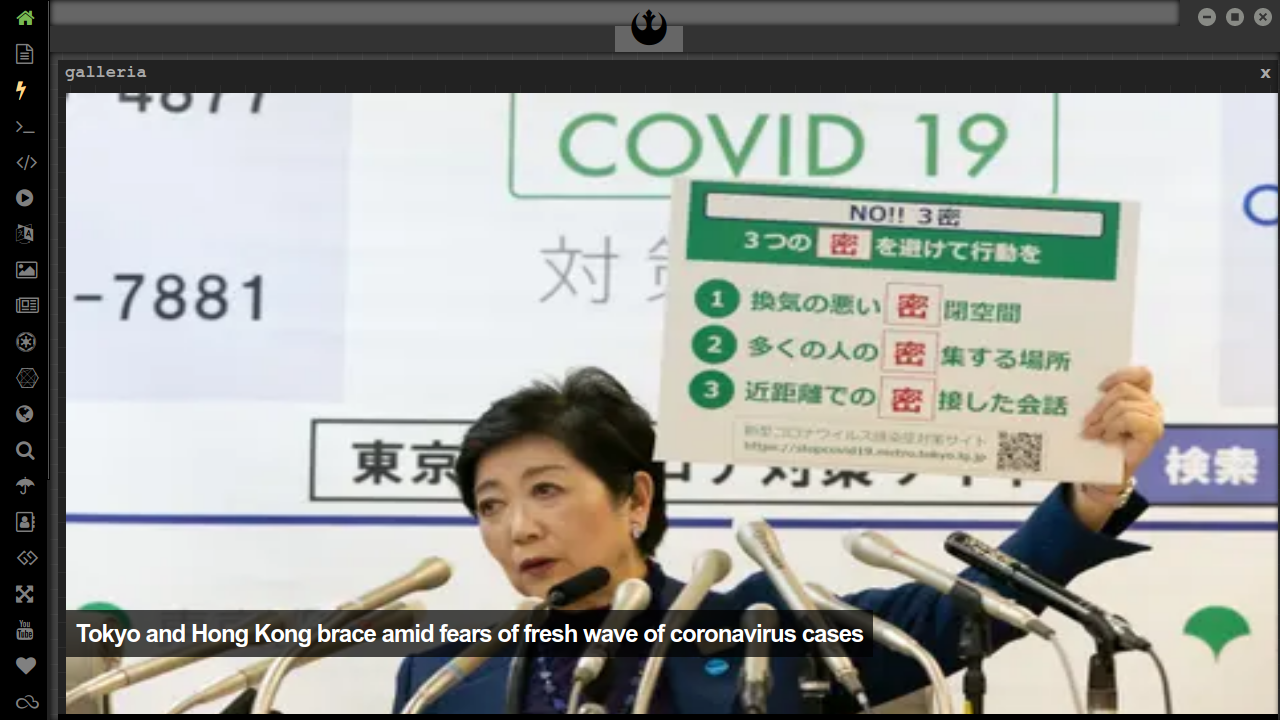 galleria
x
4877
COVID 19
-7881
対策
NO!! 3密
3つの 密 を避けて行動を
1 換気の悪い 密 閉空間
2 多くの人の 密 集する場所
3 近距離での 密 接した会話
新型コロナウイルス感染症対策サイト
https://stopcovid19.metro.tokyo.lg.jp
東京 ロナ対策サイト 検索
Tokyo and Hong Kong brace amid fears of fresh wave of coronavirus cases
You
Tube